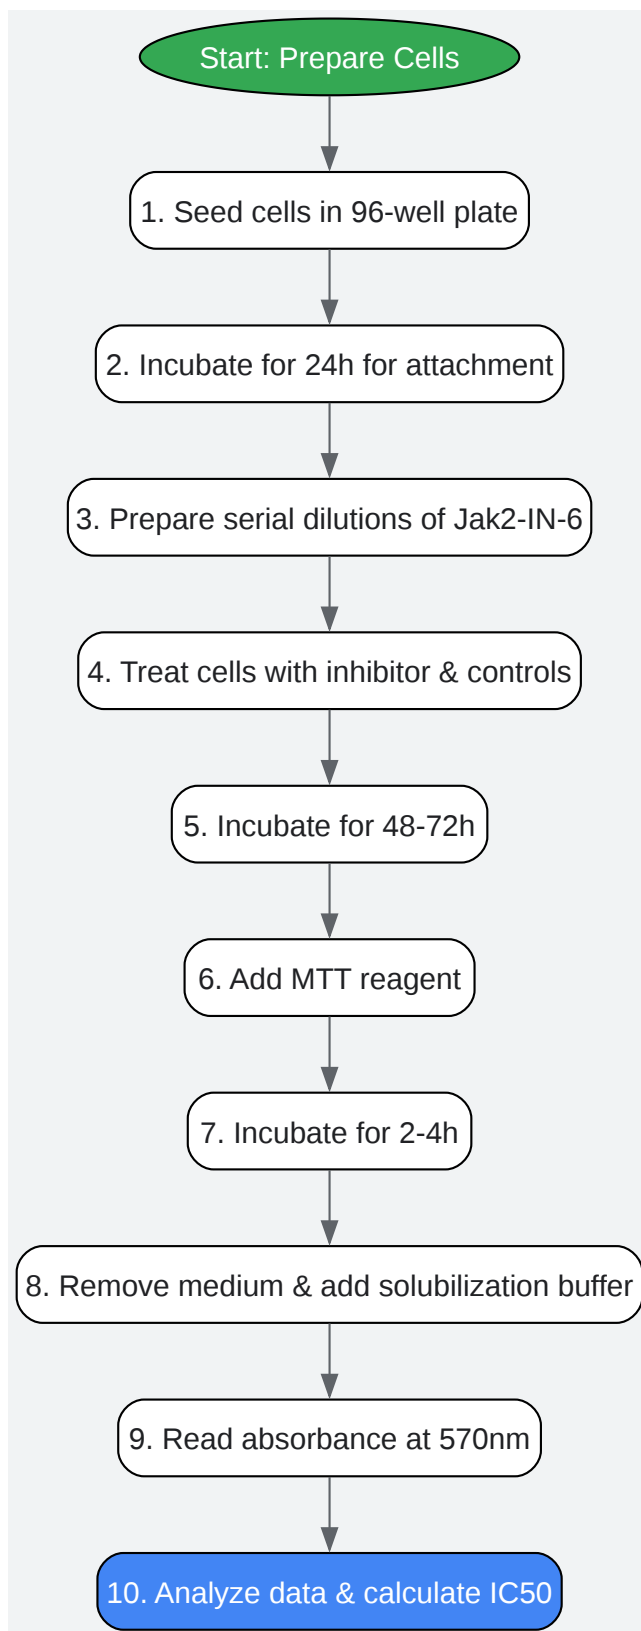 Start: Prepare Cells
1. Seed cells in 96-well plate
2. Incubate for 24h for attachment
3. Prepare serial dilutions of Jak2-IN-6
4. Treat cells with inhibitor & controls
5. Incubate for 48-72h
6. Add MTT reagent
7. Incubate for 2-4h
8. Remove medium & add solubilization buffer
9. Read absorbance at 570nm
10. Analyze data & calculate IC50